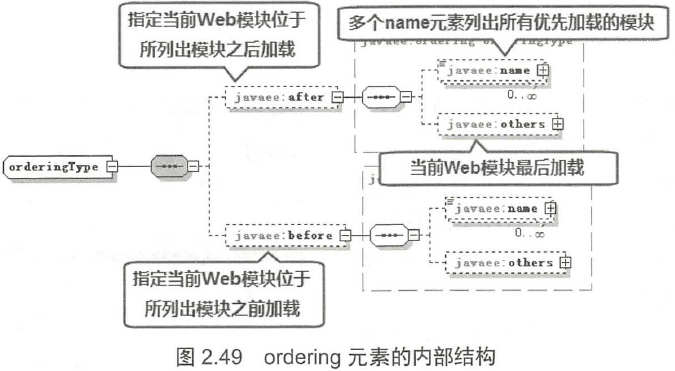 指定当前Web模块位于
所列出模块之后加载
多个name元素列出所有优先加载的模块
javaee:ordering-orderingType
javaee:name
0..∞
javaee:after
javaee:others
当前Web模块最后加载
orderingType
javaee:name
0..∞
javaee:before
javaee:others
指定当前Web模块位于
所列出模块之前加载
图 2.49 ordering 元素的内部结构